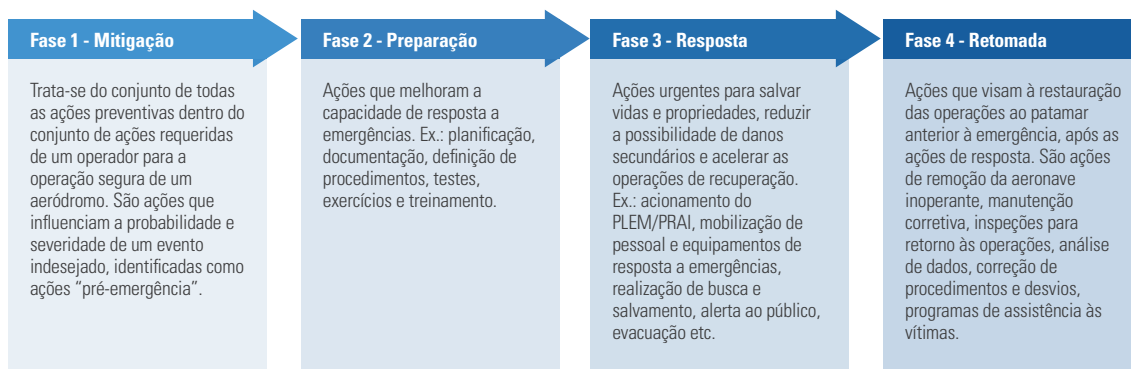 Fase 1 - Mitigação
Trata-se do conjunto de todas
as ações preventivas dentro do
conjunto de ações requeridas
de um operador para a
operação segura de um
aeródromo. São ações que
influenciam a probabilidade e
severidade de um evento
indesejado, identificadas como
ações “pré-emergência”.
Fase 2 - Preparação
Ações que melhoram a
capacidade de resposta a
emergências. Ex.: planificação,
documentação, definição de
procedimentos, testes,
exercícios e treinamento.
Fase 3 - Resposta
Ações urgentes para salvar
vidas e propriedades, reduzir
a possibilidade de danos
secundários e acelerar as
operações de recuperação.
Ex.: acionamento do
PLEM/PRAI, mobilização de
pessoal e equipamentos de
resposta a emergências,
realização de busca e
salvamento, alerta ao público,
evacuação etc.
Fase 4 - Retomada
Ações que visam à restauração
das operações ao patamar
anterior à emergência, após as
ações de resposta. São ações
de remoção da aeronave
inoperante, manutenção
corretiva, inspeções para
retorno às operações, análise
de dados, correção de
procedimentos e desvios,
programas de assistência às
vítimas.